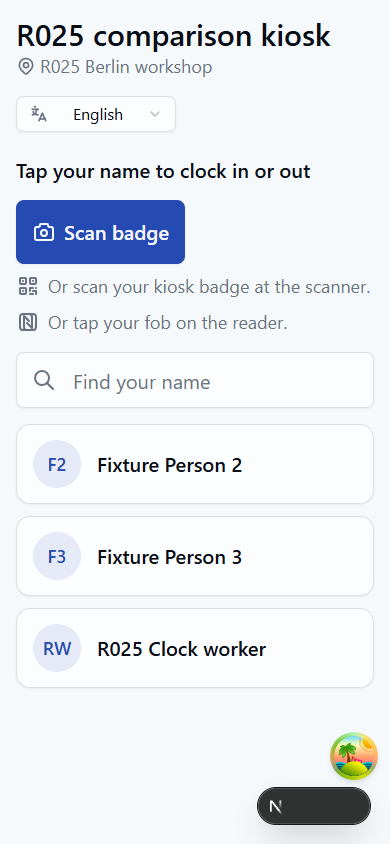 R025 comparison kiosk
R025 Berlin workshop
English
Tap your name to clock in or out
Scan badge
Or scan your kiosk badge at the scanner.
Or tap your fob on the reader.
Find your name
F2 Fixture Person 2
F3 Fixture Person 3
RW R025 Clock worker
N